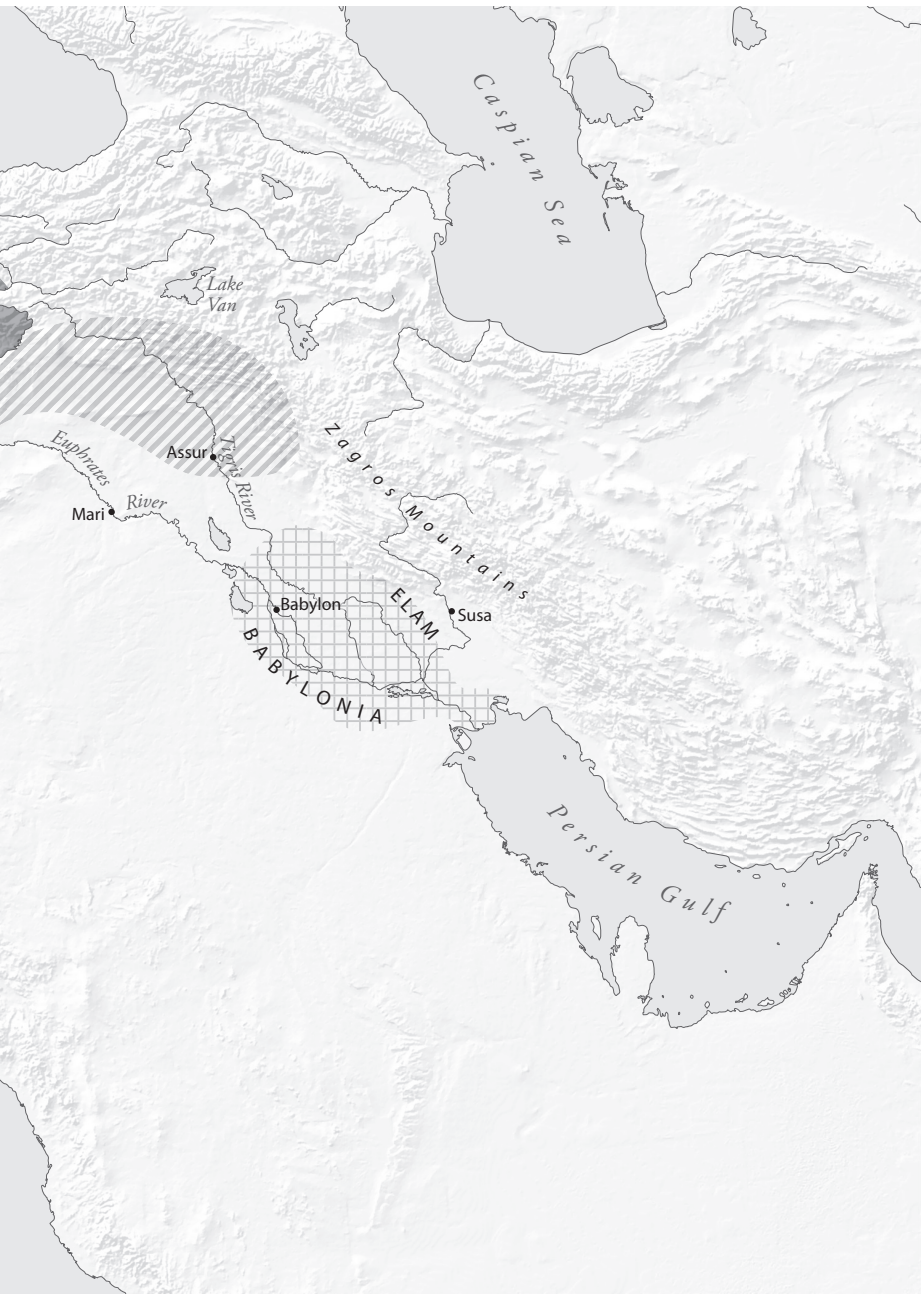 Caspian Sea
Lake
Van
Zagros Mountains
Euphrates
River
Tigris River
Assur
Mari
Babylon
ELAM
Susa
BABYLONIA
Persian Gulf